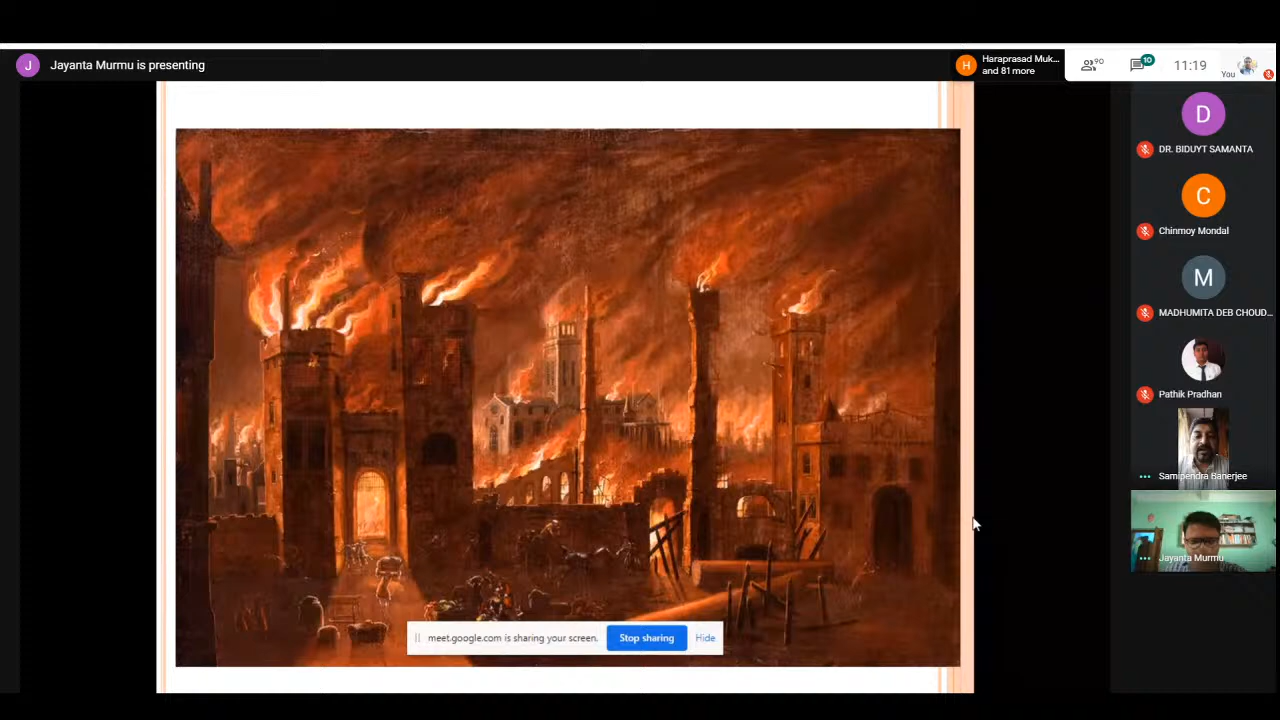 J
Jayanta Murmu is presenting
H
Haraprasad Muk...
and 81 more
90
10
11:19
You
D
DR. BIDUYT SAMANTA
C
Chinmoy Mondal
M
MADHUMITA DEB CHOUD...
Pathik Pradhan
Samipendra Banerjee
Jayanta Murmu
meet.google.com is sharing your screen.
Stop sharing
Hide